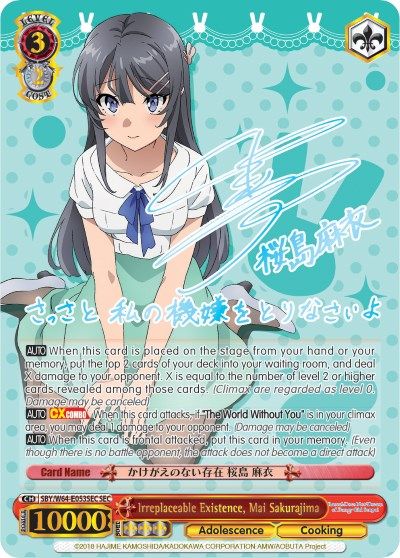 LEVEL
3
2
COST
桜島麻衣
さっさと 私の機嫌をとりなさいよ
AUTO When this card is placed on the stage from your hand or your
memory, put the top 2 cards of your deck into your waiting room, and deal
X damage to your opponent. X is equal to the number of level 2 or higher
cards revealed among those cards. (Climax are regarded as level 0.
Damage may be canceled)
AUTO CX COMBO When this card attacks, if "The World Without You" is in your climax
area, you may deal 1 damage to your opponent. (Damage may be canceled)
AUTO When this card is frontal attacked, put this card in your memory. (Even
though there is no battling opponent, the attack does not become a direct attack)
Card Name かけがえのない存在 桜島 麻衣
CH SBY/W64-E053SEC SEC
Irreplaceable Existence, Mai Sakurajima
POWER
10000
SOUL
Adolescence
Cooking
©2018 HAJIME KAMOSHIDA/KADOKAWA CORPORATION AMW/AOBUTA Project